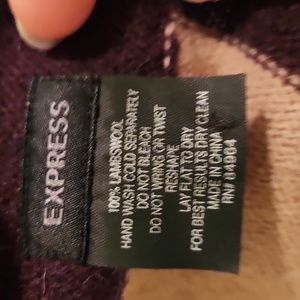 EXPRESS
100% LAMBSWOOL
HAND WASH COLD SEPARATELY
DO NOT BLEACH
DO NOT WRING OR TWIST
RESHAPE
LAY FLAT TO DRY
FOR BEST RESULTS DRY CLEAN
MADE IN CHINA
RN# 84964